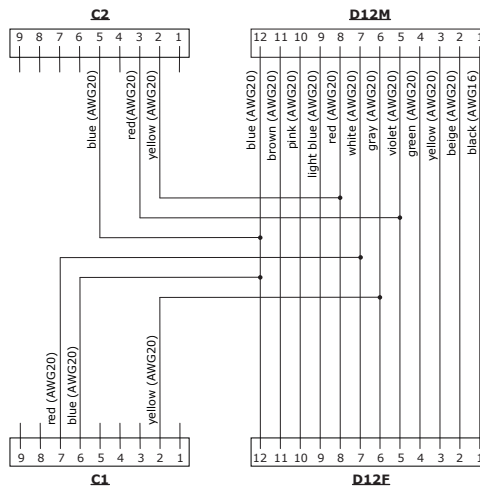 C2
D12M
9 8 7 6 5 4 3 2 1
12 11 10 9 8 7 6 5 4 3 2 1
blue (AWG20)
red(AWG20)
yellow (AWG20)
blue (AWG20)
brown (AWG20)
pink (AWG20)
light blue (AWG20)
red (AWG20)
white (AWG20)
gray (AWG20)
violet (AWG20)
green (AWG20)
yellow (AWG20)
beige (AWG20)
black (AWG16)
red (AWG20)
blue (AWG20)
yellow (AWG20)
9 8 7 6 5 4 3 2 1
12 11 10 9 8 7 6 5 4 3 2 1
C1
D12F